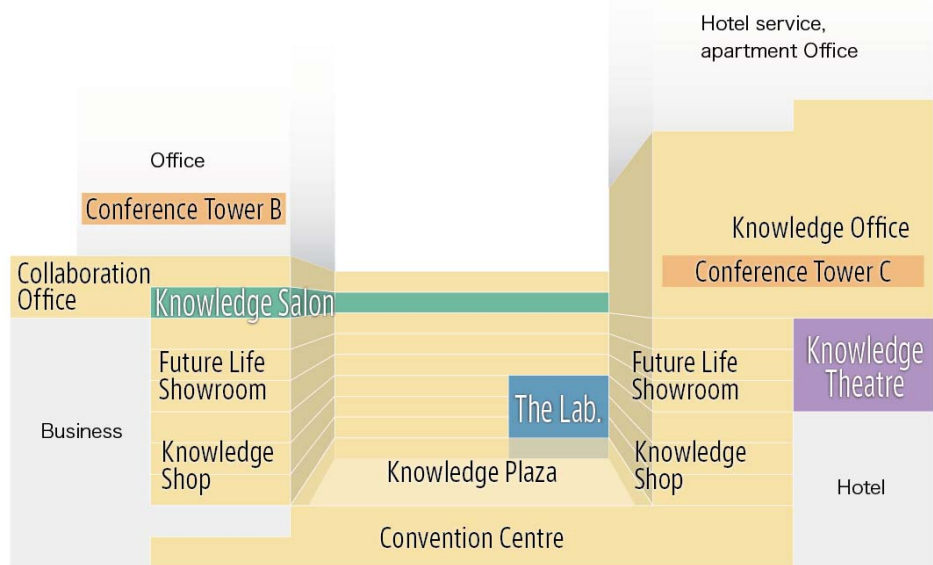 Hotel service,
apartment Office
Office
Conference Tower B
Knowledge Office
Collaboration
Office
Conference Tower C
Knowledge Salon
Future Life
Showroom
The Lab.
Future Life
Showroom
Knowledge
Theatre
Business
Knowledge
Shop
Knowledge Plaza
Knowledge
Shop
Hotel
Convention Centre